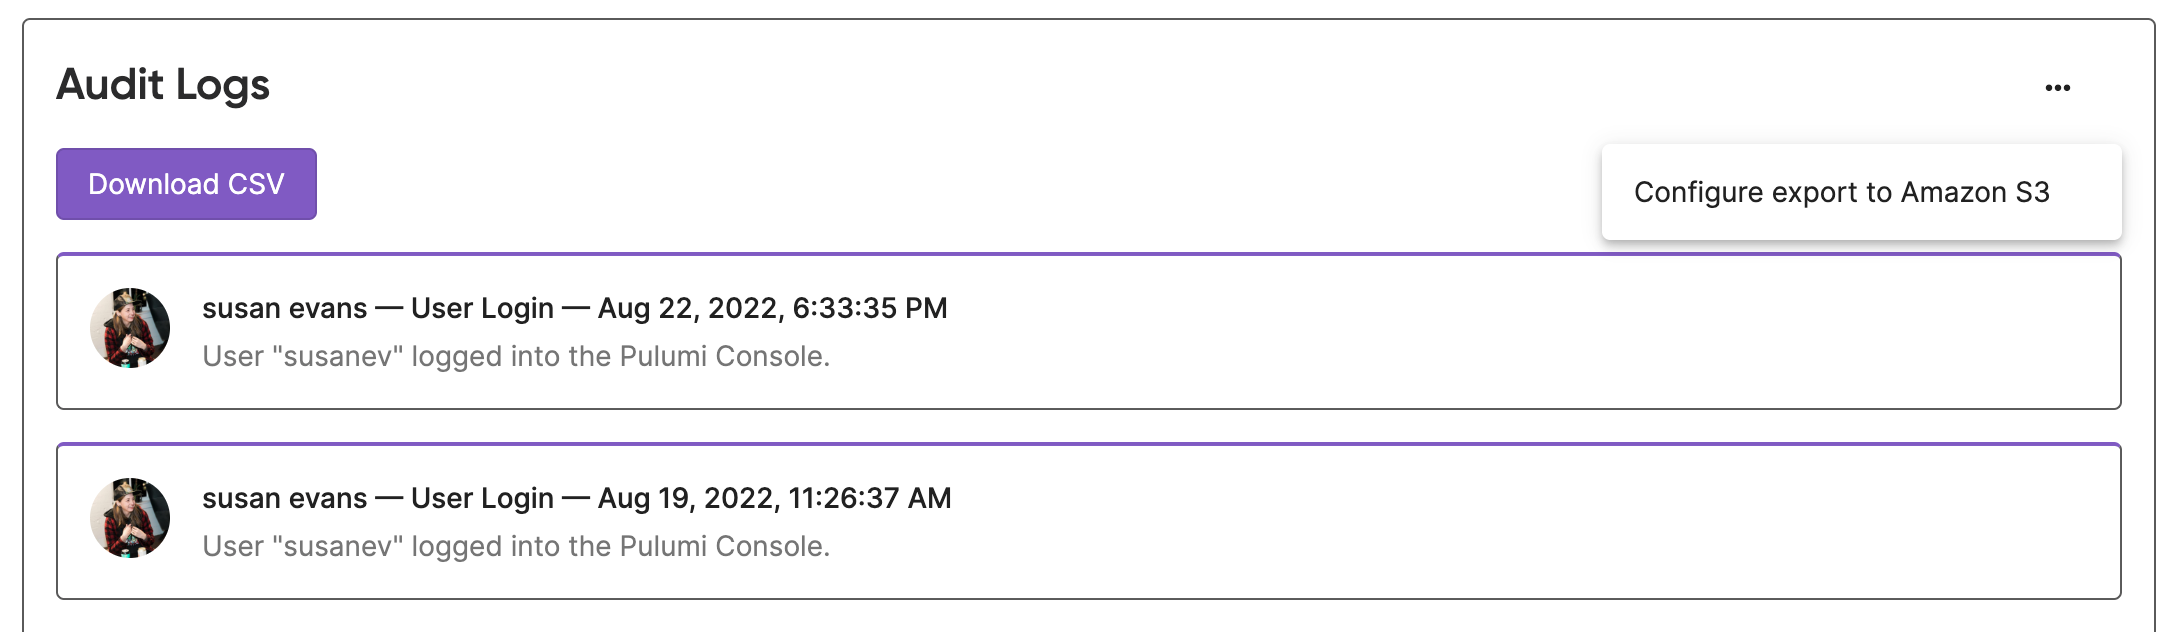 Audit Logs
Download CSV
Configure export to Amazon S3
susan evans — User Login — Aug 22, 2022, 6:33:35 PM
User "susanev" logged into the Pulumi Console.
susan evans — User Login — Aug 19, 2022, 11:26:37 AM
User "susanev" logged into the Pulumi Console.